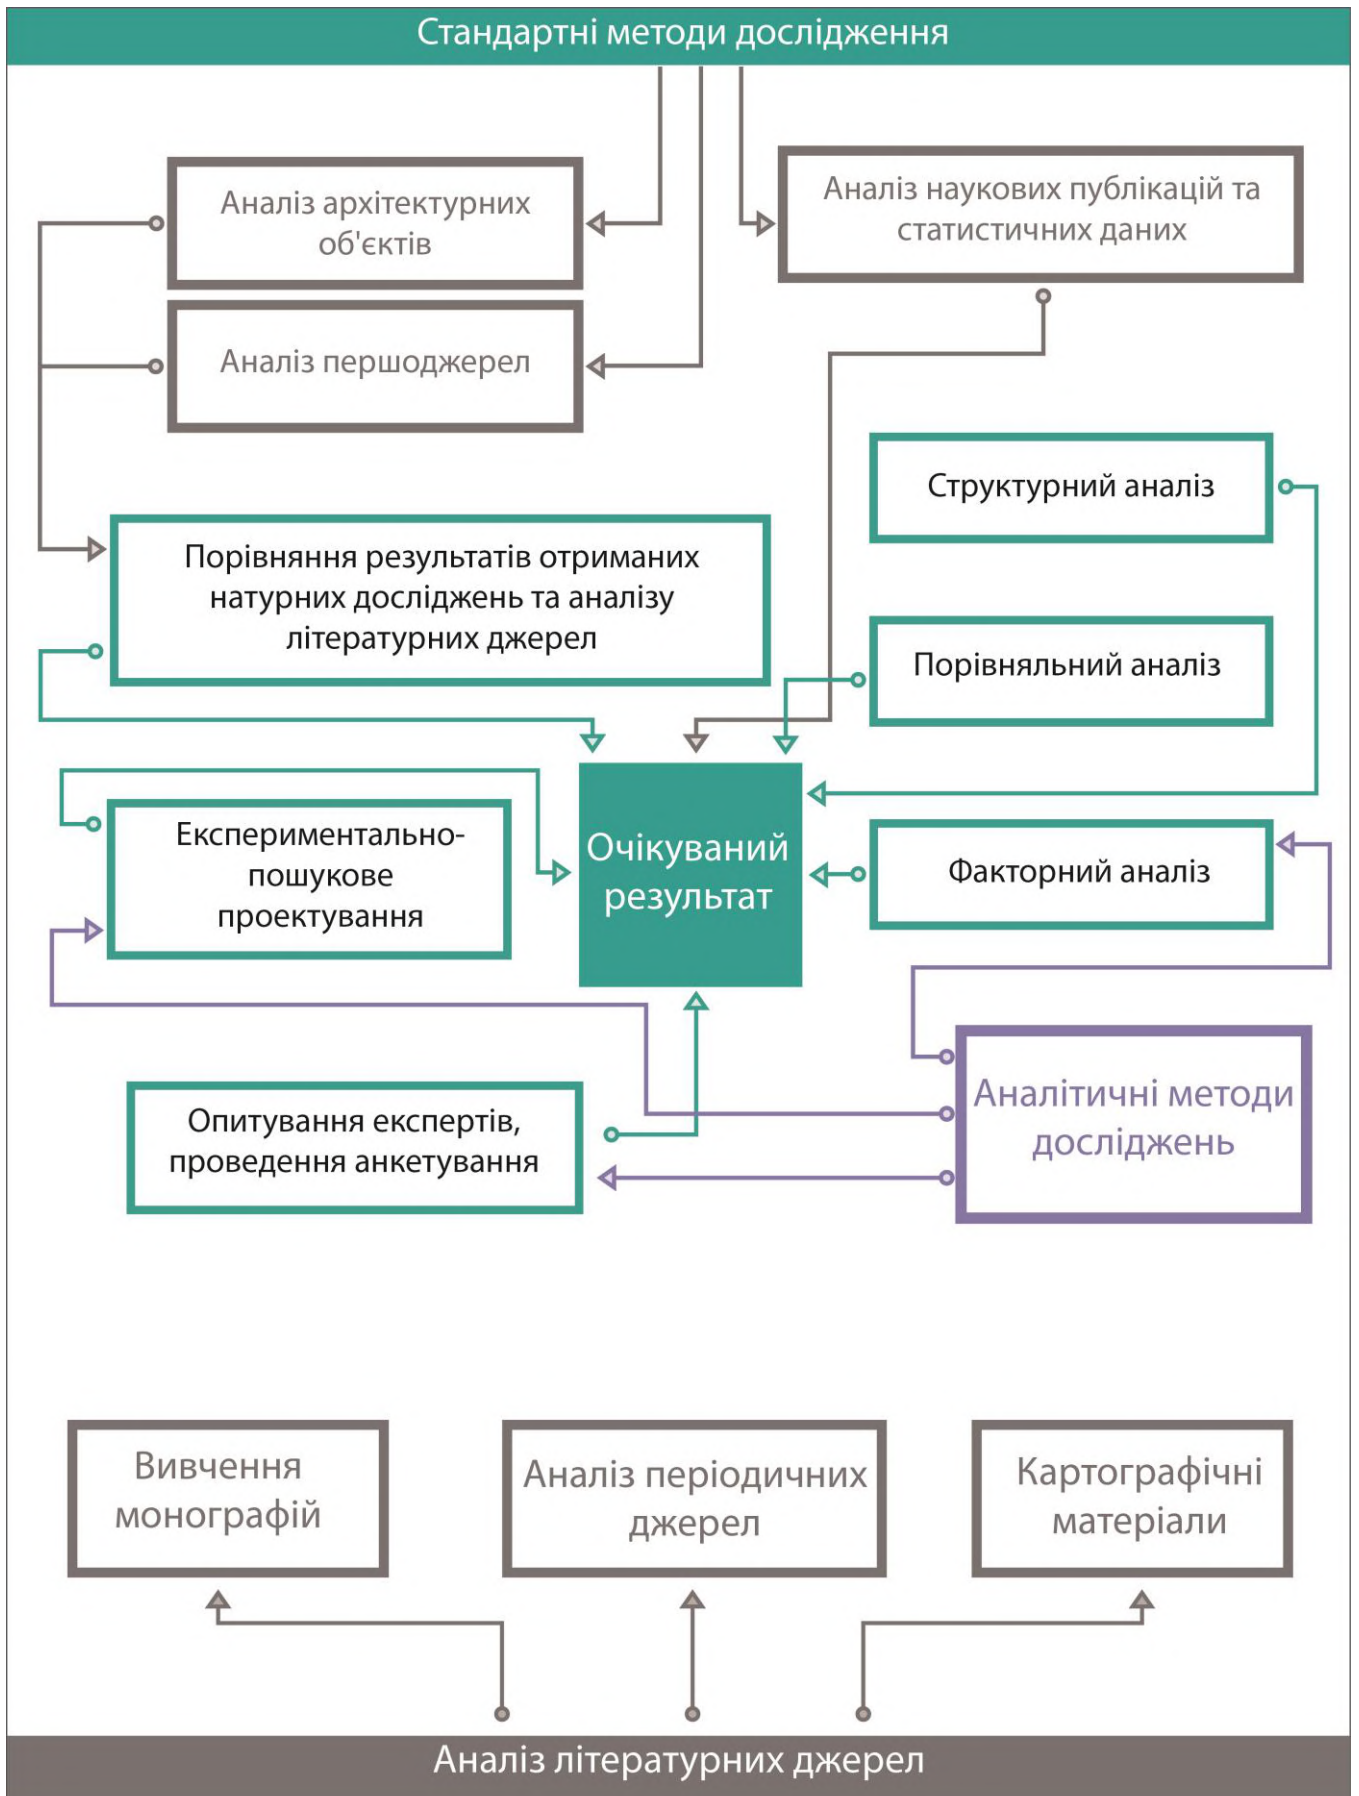 Стандартні методи дослідження
Аналіз архітектурних
об'єктів
Аналіз наукових публікацій та
статистичних даних
Аналіз першоджерел
Структурний аналіз
Порівняння результатів отриманих
натурних досліджень та аналізу
літературних джерел
Порівняльний аналіз
Експериментально-
пошукове
проектування
Очікуваний
результат
Факторний аналіз
Опитування експертів,
проведення анкетування
Аналітичні методи
досліджень
Вивчення
монографій
Аналіз періодичних
джерел
Картографічні
матеріали
Аналіз літературних джерел